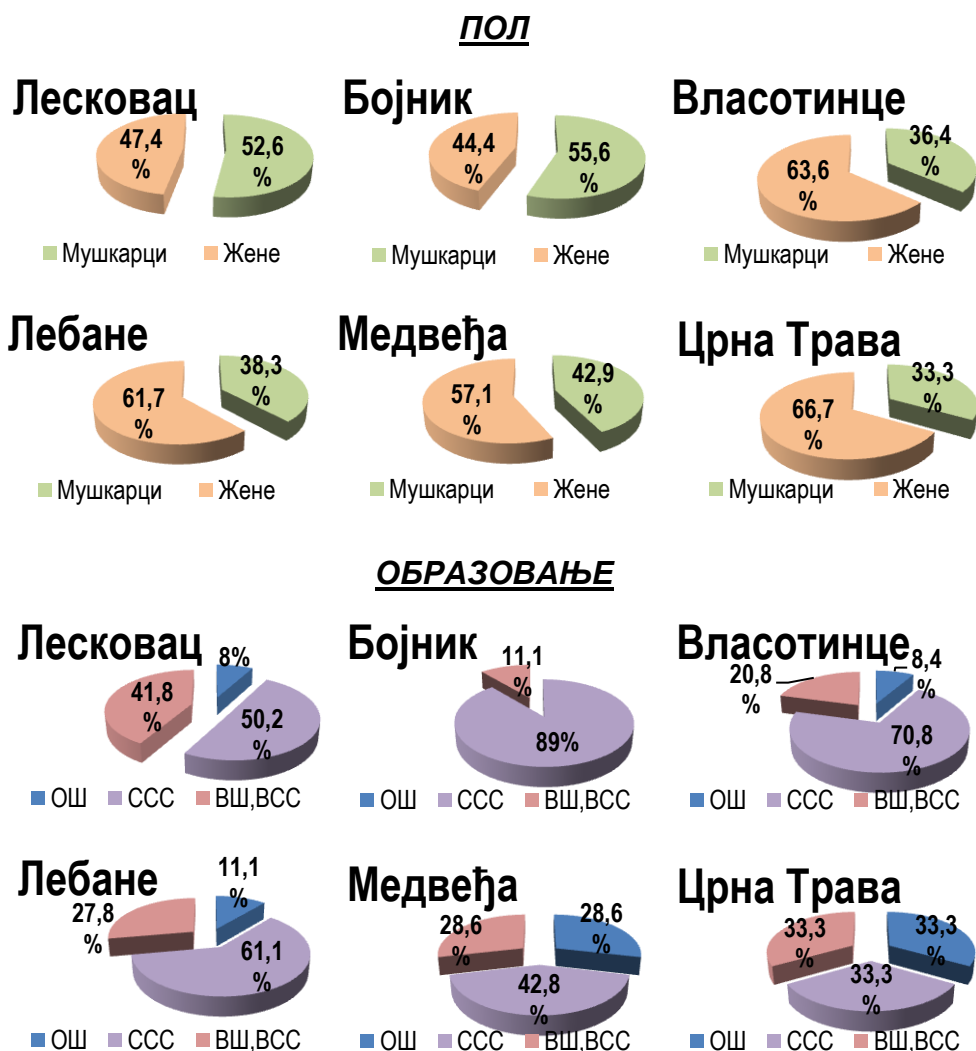 ПОЛ
Лесковац
47,4
%
52,6
%
Мушкарци Жене
Бојник
44,4
%
55,6
%
Мушкарци Жене
Власотинце
36,4
%
63,6
%
Мушкарци Жене
Лебане
38,3
%
61,7
%
Мушкарци Жене
Медвеђа
42,9
%
57,1
%
Мушкарци Жене
Црна Трава
33,3
%
66,7
%
Мушкарци Жене
ОБРАЗОВАЊЕ
Лесковац
8%
41,8
%
50,2
%
ОШ ССС ВШ,ВСС
Бојник
11,1
%
89%
ОШ ССС ВШ,ВСС
Власотинце
20,8
%
8,4
%
70,8
%
ОШ ССС ВШ,ВСС
Лебане
11,1
%
27,8
%
61,1
%
ОШ ССС ВШ,ВСС
Медвеђа
28,6
%
28,6
%
42,8
%
ОШ ССС ВШ,ВСС
Црна Трава
33,3
%
33,3
%
33,3
%
ОШ ССС ВШ,ВСС